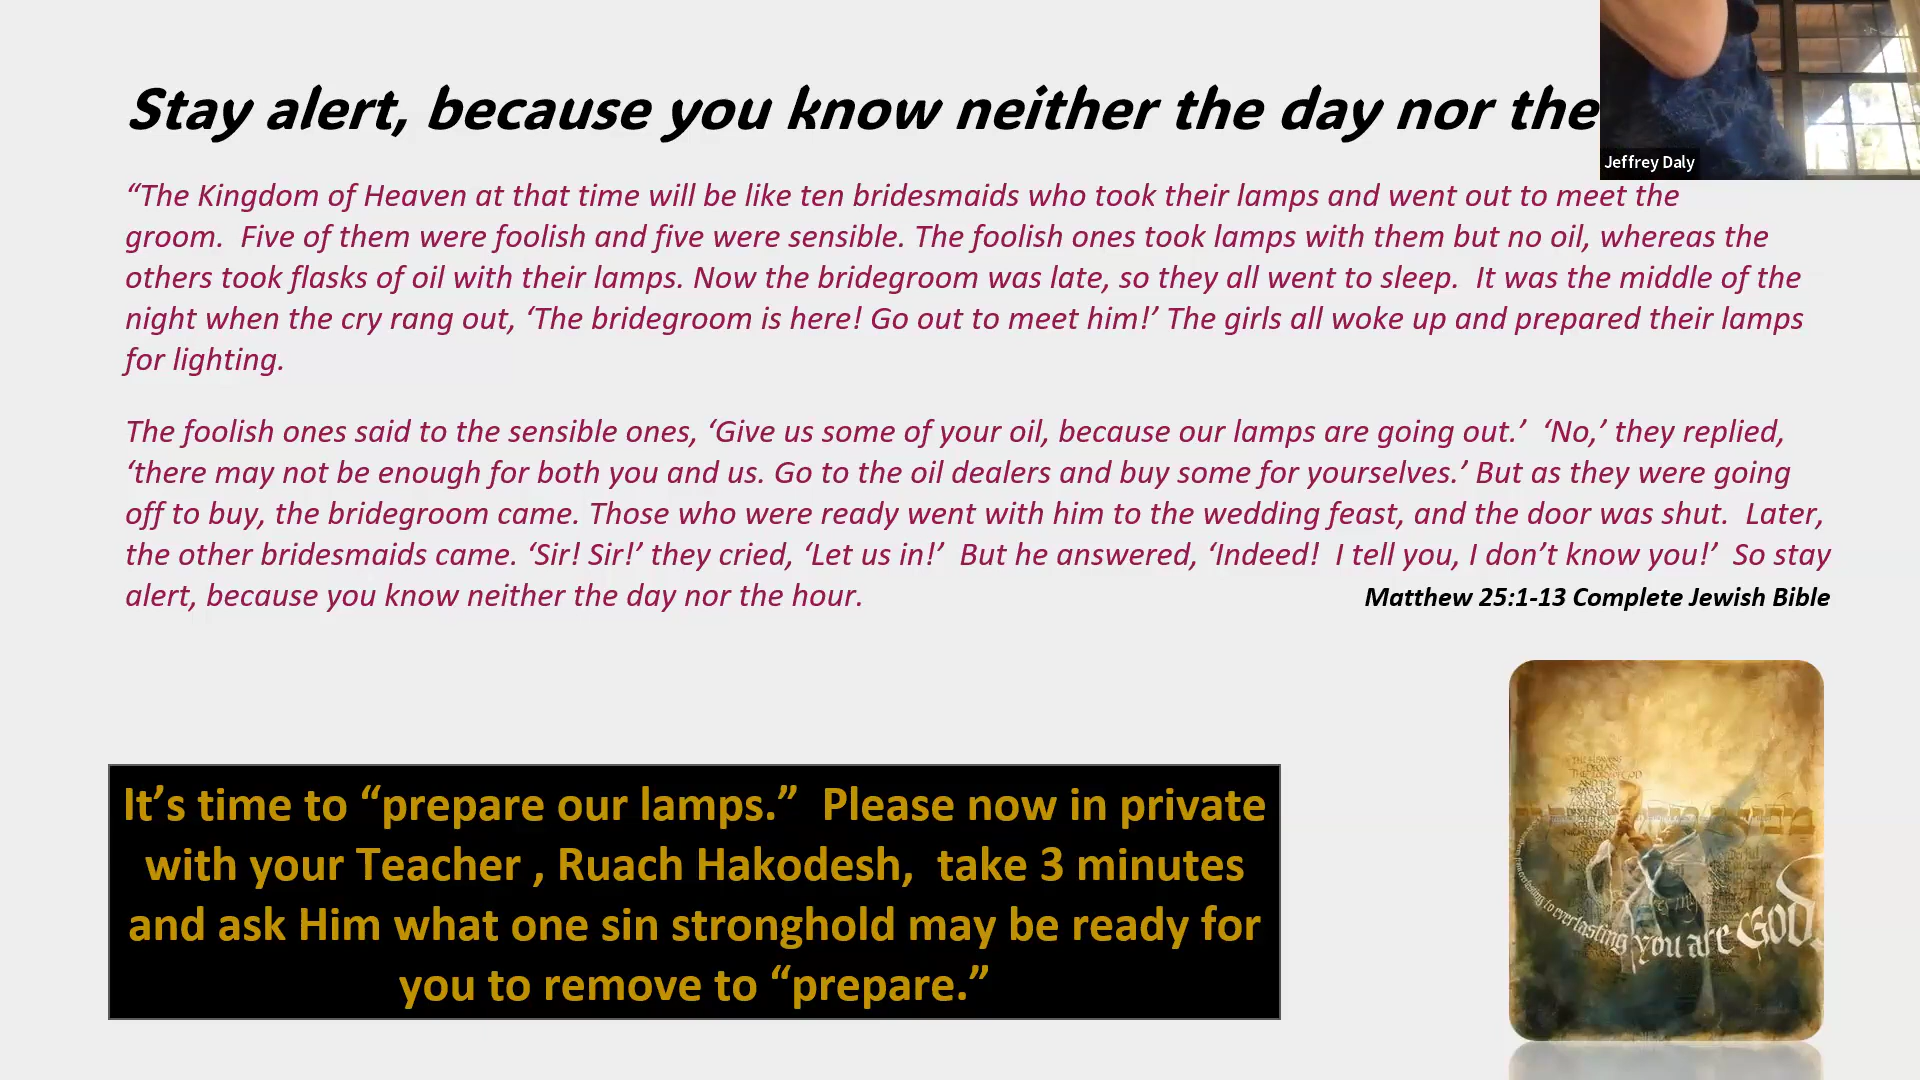 Stay alert, because you know neither the day nor the
Jeffrey Daly
“The Kingdom of Heaven at that time will be like ten bridesmaids who took their lamps and went out to meet the
groom.  Five of them were foolish and five were sensible. The foolish ones took lamps with them but no oil, whereas the
others took flasks of oil with their lamps. Now the bridegroom was late, so they all went to sleep.  It was the middle of the
night when the cry rang out, ‘The bridegroom is here! Go out to meet him!’ The girls all woke up and prepared their lamps
for lighting.
The foolish ones said to the sensible ones, ‘Give us some of your oil, because our lamps are going out.’  ‘No,’ they replied,
‘there may not be enough for both you and us. Go to the oil dealers and buy some for yourselves.’ But as they were going
off to buy, the bridegroom came. Those who were ready went with him to the wedding feast, and the door was shut.  Later,
the other bridesmaids came. ‘Sir! Sir!’ they cried, ‘Let us in!’  But he answered, ‘Indeed!  I tell you, I don’t know you!’  So stay
alert, because you know neither the day nor the hour.
Matthew 25:1-13 Complete Jewish Bible
It’s time to “prepare our lamps.”  Please now in private
with your Teacher , Ruach Hakodesh,  take 3 minutes
and ask Him what one sin stronghold may be ready for
you to remove to “prepare.”
THE HEAVENS
DECLARE
everlasting to everlasting you are God